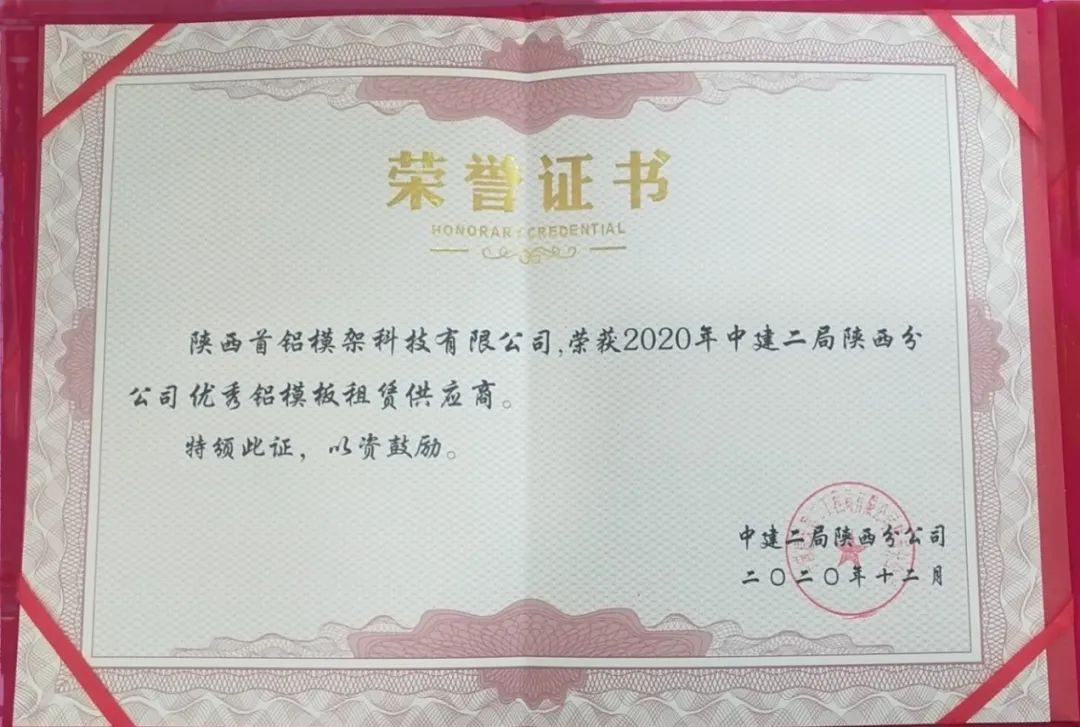 荣誉证书
HONORARY CREDENTIAL
陕西首铝模架科技有限公司,荣获2020年中建二局陕西分
公司优秀铝模板租赁供应商。
特颁此证，以资鼓励。
中建二局陕西分公司
二〇二〇年十二月